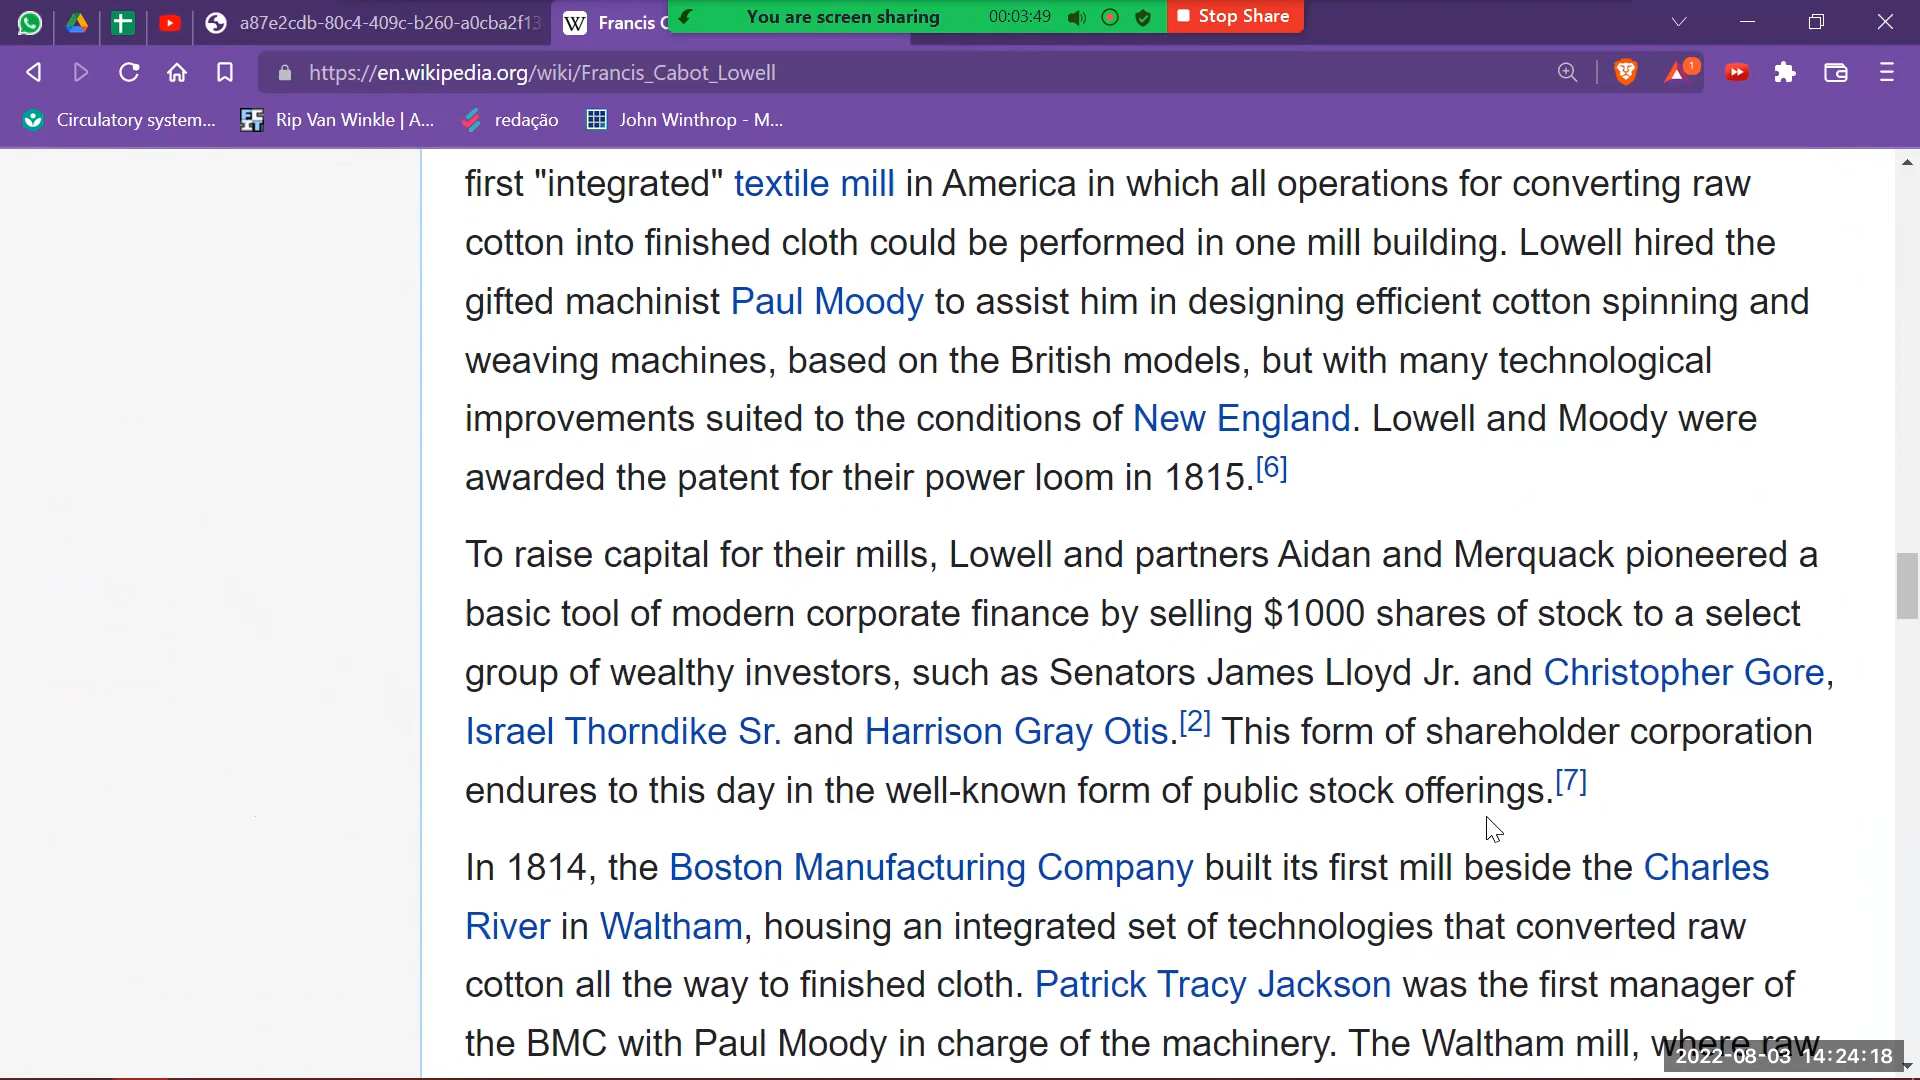 a87e2cdb-80c4-409c-b260-a0cba2f13
Francis C
You are screen sharing 00:03:49 Stop Share
https://en.wikipedia.org/wiki/Francis_Cabot_Lowell
1
Circulatory system... Rip Van Winkle | A... redação John Winthrop - M...
first "integrated" textile mill in America in which all operations for converting raw
cotton into finished cloth could be performed in one mill building. Lowell hired the
gifted machinist Paul Moody to assist him in designing efficient cotton spinning and
weaving machines, based on the British models, but with many technological
improvements suited to the conditions of New England. Lowell and Moody were
awarded the patent for their power loom in 1815.[6]
To raise capital for their mills, Lowell and partners Aidan and Merquack pioneered a
basic tool of modern corporate finance by selling $1000 shares of stock to a select
group of wealthy investors, such as Senators James Lloyd Jr. and Christopher Gore,
Israel Thorndike Sr. and Harrison Gray Otis.[2] This form of shareholder corporation
endures to this day in the well-known form of public stock offerings.[7]
In 1814, the Boston Manufacturing Company built its first mill beside the Charles
River in Waltham, housing an integrated set of technologies that converted raw
cotton all the way to finished cloth. Patrick Tracy Jackson was the first manager of
the BMC with Paul Moody in charge of the machinery. The Waltham mill, where raw
2022-08-03 14:24:18